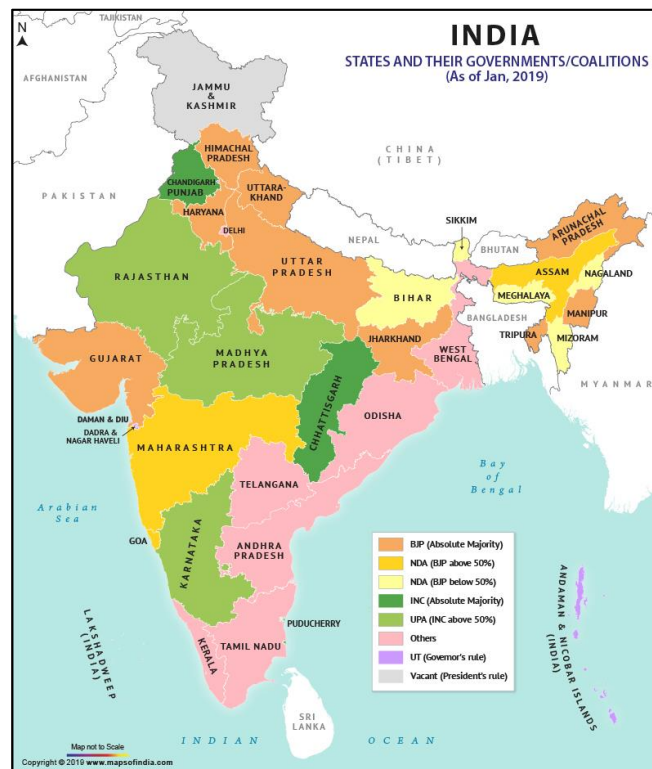 N
INDIA
STATES AND THEIR GOVERNMENTS/COALITIONS
(As of Jan, 2019)
TAJIKISTAN
AFGHANISTAN
JAMMU
&
KASHMIR
CHINA
(TIBET)
HIMACHAL
PRADESH
CHANDIGARH
PUNJAB
UTTARA-
KHAND
PAKISTAN
HARYANA
DELHI
NEPAL
SIKKIM
BHUTAN
ARUNACHAL
PRADESH
RAJASTHAN
UTTAR
PRADESH
ASSAM
NAGALAND
BIHAR
MEGHALAYA
BANGLADESH
MANIPUR
GUJARAT
MADHYA
PRADESH
JHARKHAND
WEST
BENGAL
TRIPURA
MIZORAM
MYANMAR
CHHATTISGARH
DAMAN & DIU
DADRA &
NAGAR HAVELI
ODISHA
MAHARASHTRA
TELANGANA
Arabian
Sea
Bay
of
Bengal
GOA
KARNATAKA
ANDHRA
PRADESH
BJP (Absolute Majority)
NDA (BJP above 50%)
NDA (BJP below 50%)
INC (Absolute Majority)
UPA (INC above 50%)
Others
UT (Governor's rule)
Vacant (President's rule)
PUDUCHERRY
LAKSHADWEEP
(INDIA)
KERALA
TAMIL NADU
ANDAMAN & NICOBAR ISLANDS
(INDIA)
SRI
LANKA
INDIAN OCEAN
Map not to Scale
Copyright © 2019 www.mapsofindia.com